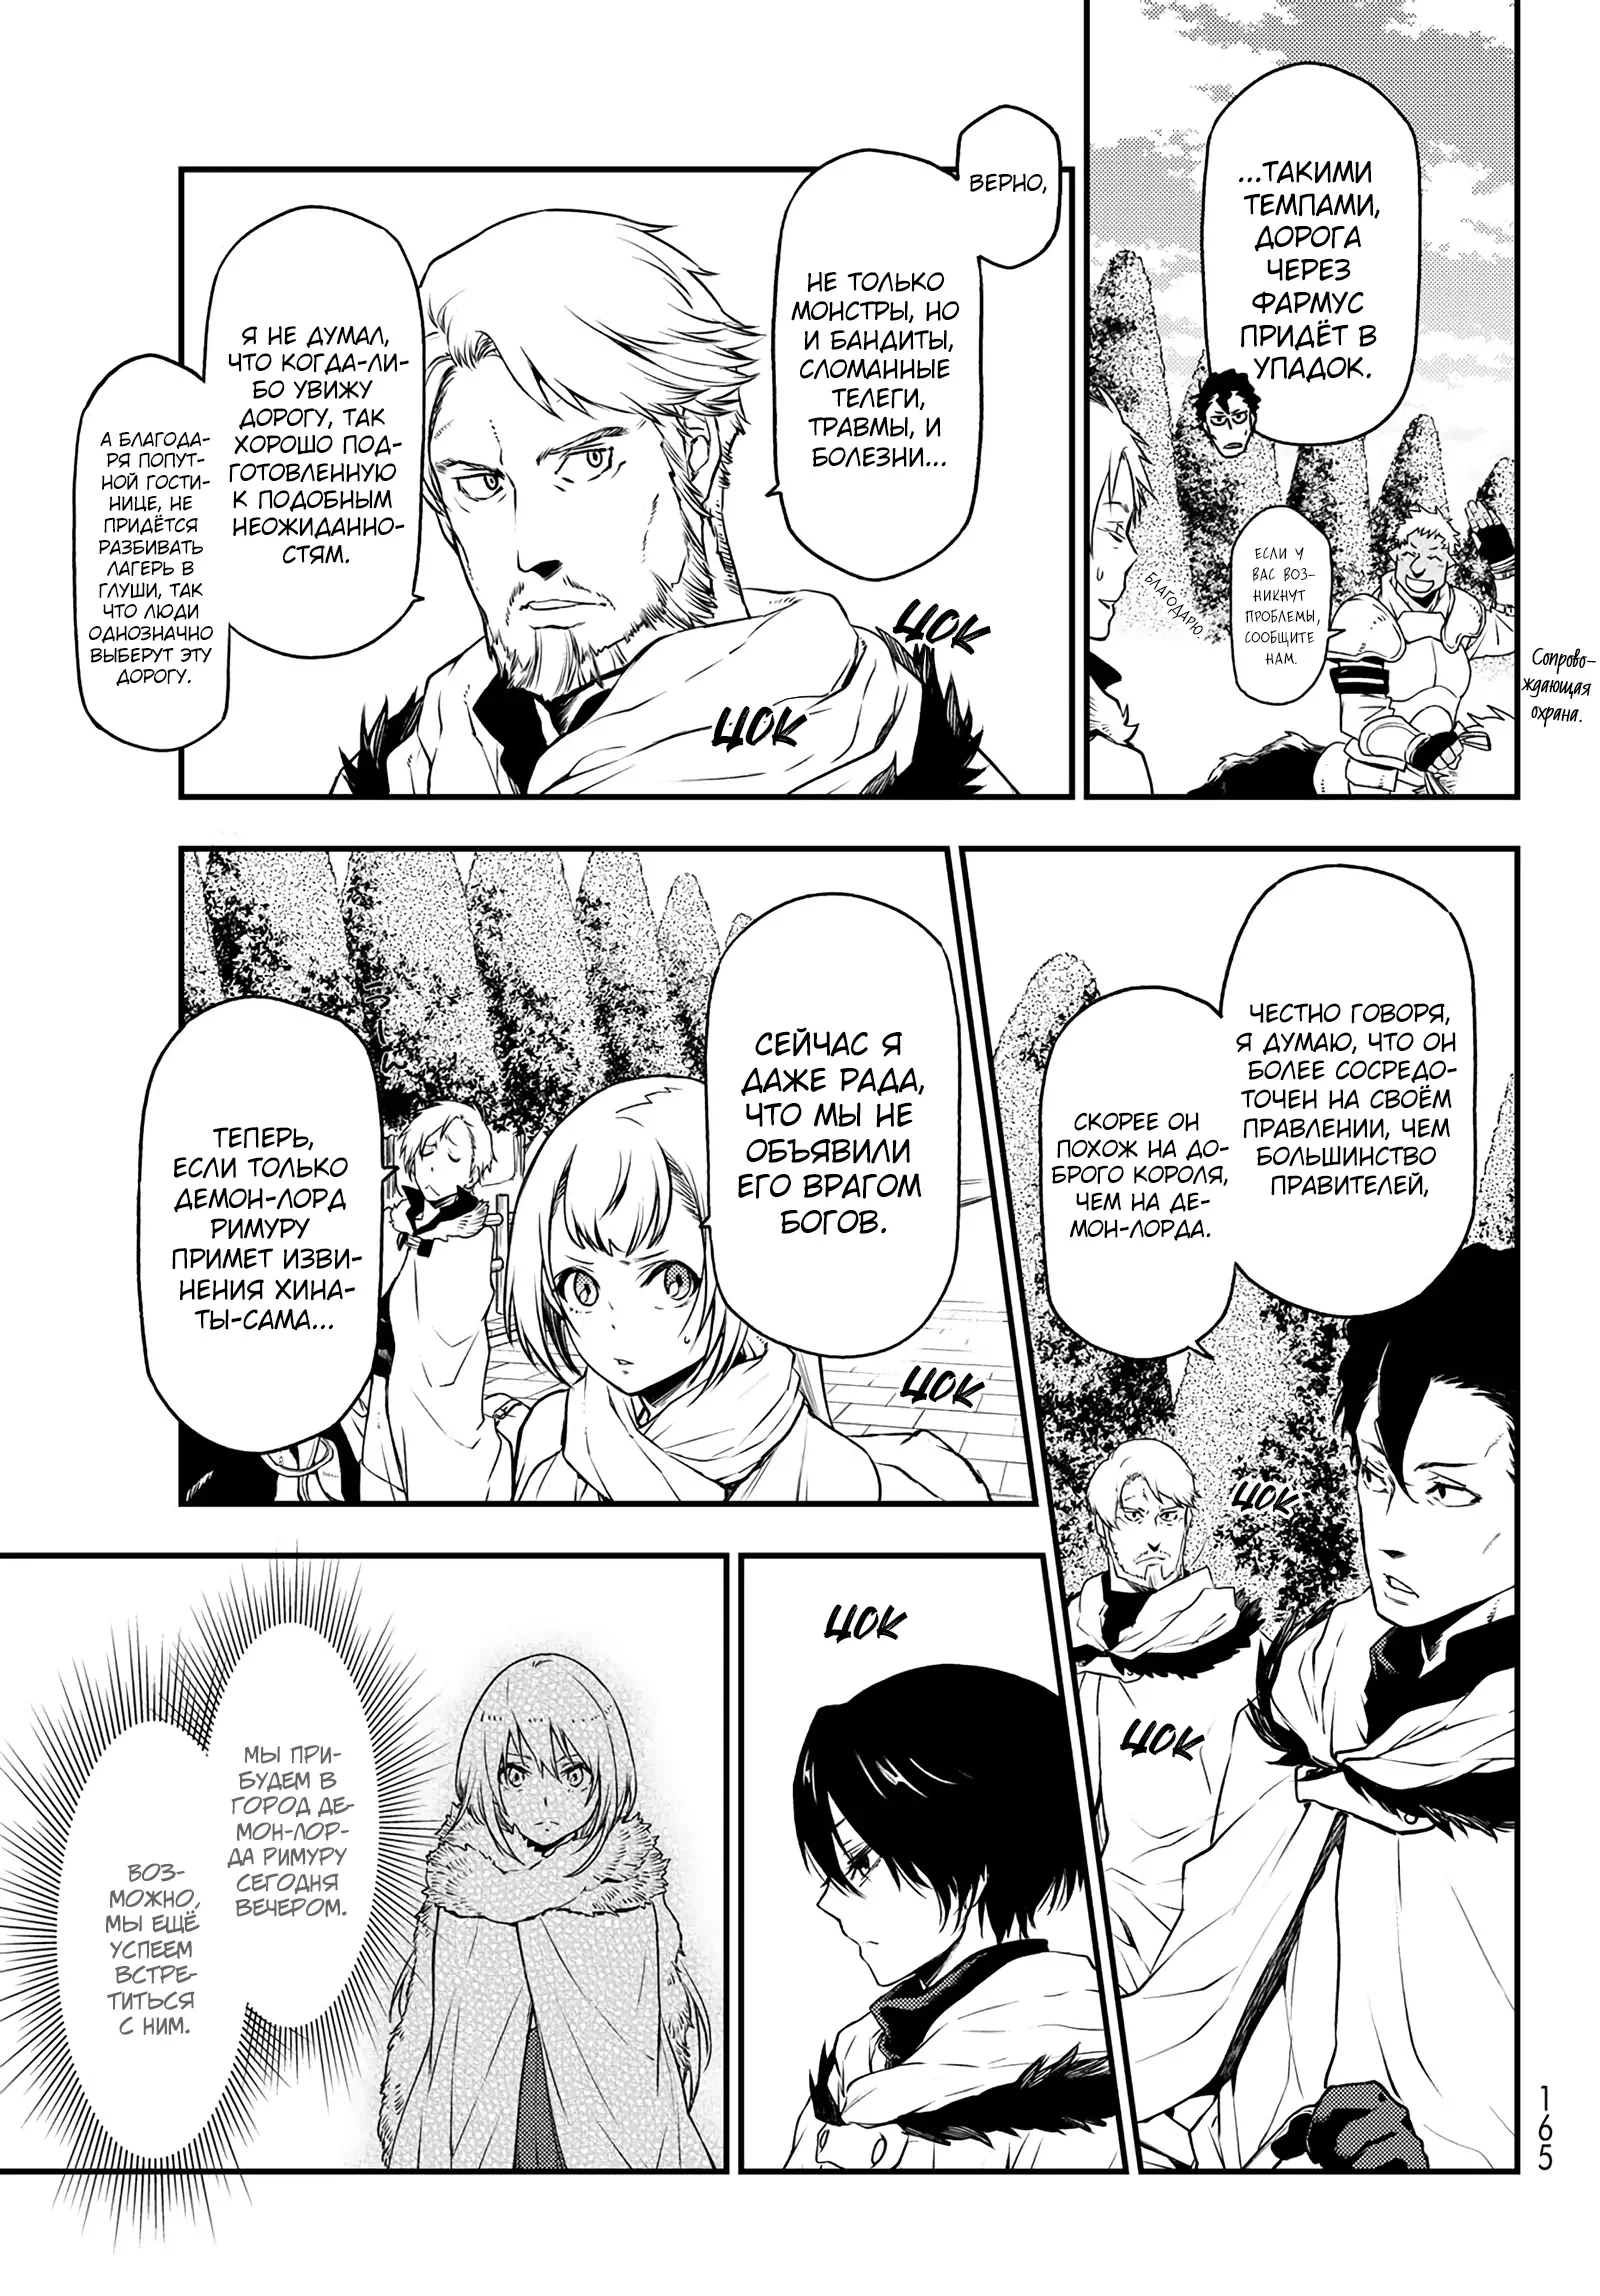 ...ТАКИМИ
ТЕМПАМИ,
ДОРОГА
ЧЕРЕЗ
ФАРМУС
ПРИДЁТ В
УПАДОК.
ЕСЛИ У
ВАС ВОЗ-
НИКНУТ
ПРОБЛЕМЫ,
СООБЩИТЕ
НАМ.
БЛАГОДАРЮ.
Сопрово-
ждающая
охрана.
ВЕРНО,
НЕ ТОЛЬКО
МОНСТРЫ, НО
И БАНДИТЫ,
СЛОМАННЫЕ
ТЕЛЕГИ,
ТРАВМЫ, И
БОЛЕЗНИ...
Я НЕ ДУМАЛ,
ЧТО КОГДА-ЛИ-
БО УВИЖУ
ДОРОГУ, ТАК
ХОРОШО ПОД-
ГОТОВЛЕННУЮ
К ПОДОБНЫМ
НЕОЖИДАННО-
СТЯМ.
А БЛАГОДА-
РЯ ПОПУТ-
НОЙ ГОСТИ-
НИЦЕ, НЕ
ПРИДЁТСЯ
РАЗБИВАТЬ
ЛАГЕРЬ В
ГЛУШИ, ТАК
ЧТО ЛЮДИ
ОДНОЗНАЧНО
ВЫБЕРУТ ЭТУ
ДОРОГУ.
ЦОК
ЦОК
ЧЕСТНО ГОВОРЯ,
Я ДУМАЮ, ЧТО ОН
БОЛЕЕ СОСРЕДО-
ТОЧЕН НА СВОЁМ
ПРАВЛЕНИИ, ЧЕМ
БОЛЬШИНСТВО
ПРАВИТЕЛЕЙ,
СКОРЕЕ ОН
ПОХОЖ НА ДО-
БРОГО КОРОЛЯ,
ЧЕМ НА ДЕ-
МОН-ЛОРДА.
ЦОК
ЦОК
СЕЙЧАС Я
ДАЖЕ РАДА,
ЧТО МЫ НЕ
ОБЪЯВИЛИ
ЕГО ВРАГОМ
БОГОВ.
ТЕПЕРЬ,
ЕСЛИ ТОЛЬКО
ДЕМОН-ЛОРД
РИМУРУ
ПРИМЕТ ИЗВИ-
НЕНИЯ ХИНА-
ТЫ-САМА...
ЦОК
ЦОК
МЫ ПРИ-
БУДЕМ В
ГОРОД ДЕ-
МОН-ЛОР-
ДА РИМУРУ
СЕГОДНЯ
ВЕЧЕРОМ.
ВОЗ-
МОЖНО,
МЫ ЕЩЁ
УСПЕЕМ
ВСТРЕ-
ТИТЬСЯ
С НИМ.
165